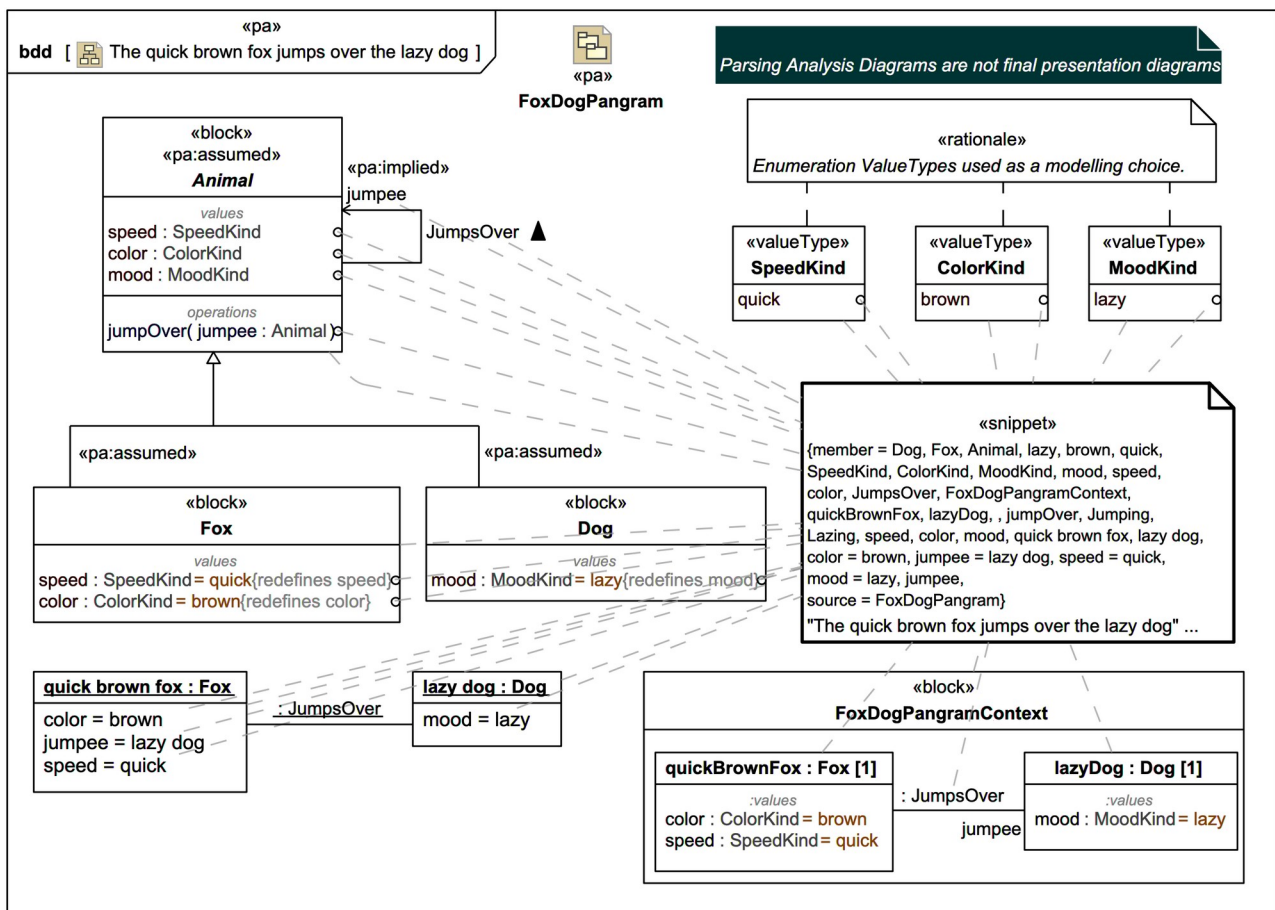 «pa»
bdd [ The quick brown fox jumps over the lazy dog ]
«pa»
FoxDogPangram
Parsing Analysis Diagrams are not final presentation diagrams
«rationale»
Enumeration ValueTypes used as a modelling choice.
«block»
«pa:assumed»
Animal
values
speed : SpeedKind
color : ColorKind
mood : MoodKind
operations
jumpOver( jumpee : Animal )
«pa:implied»
jumpee
JumpsOver
«valueType»
SpeedKind
quick
«valueType»
ColorKind
brown
«valueType»
MoodKind
lazy
«pa:assumed»
«pa:assumed»
«block»
Fox
values
speed : SpeedKind = quick{redefines speed}
color : ColorKind = brown{redefines color}
«block»
Dog
values
mood : MoodKind = lazy{redefines mood}
«snippet»
{member = Dog, Fox, Animal, lazy, brown, quick,
SpeedKind, ColorKind, MoodKind, mood, speed,
color, JumpsOver, FoxDogPangramContext,
quickBrownFox, lazyDog, , jumpOver, Jumping,
Lazing, speed, color, mood, quick brown fox, lazy dog,
color = brown, jumpee = lazy dog, speed = quick,
mood = lazy, jumpee,
source = FoxDogPangram}
"The quick brown fox jumps over the lazy dog" ...
quick brown fox : Fox
color = brown
jumpee = lazy dog
speed = quick
: JumpsOver
lazy dog : Dog
mood = lazy
«block»
FoxDogPangramContext
quickBrownFox : Fox [1]
:values
color : ColorKind = brown
speed : SpeedKind = quick
: JumpsOver
jumpee
lazyDog : Dog [1]
:values
mood : MoodKind = lazy